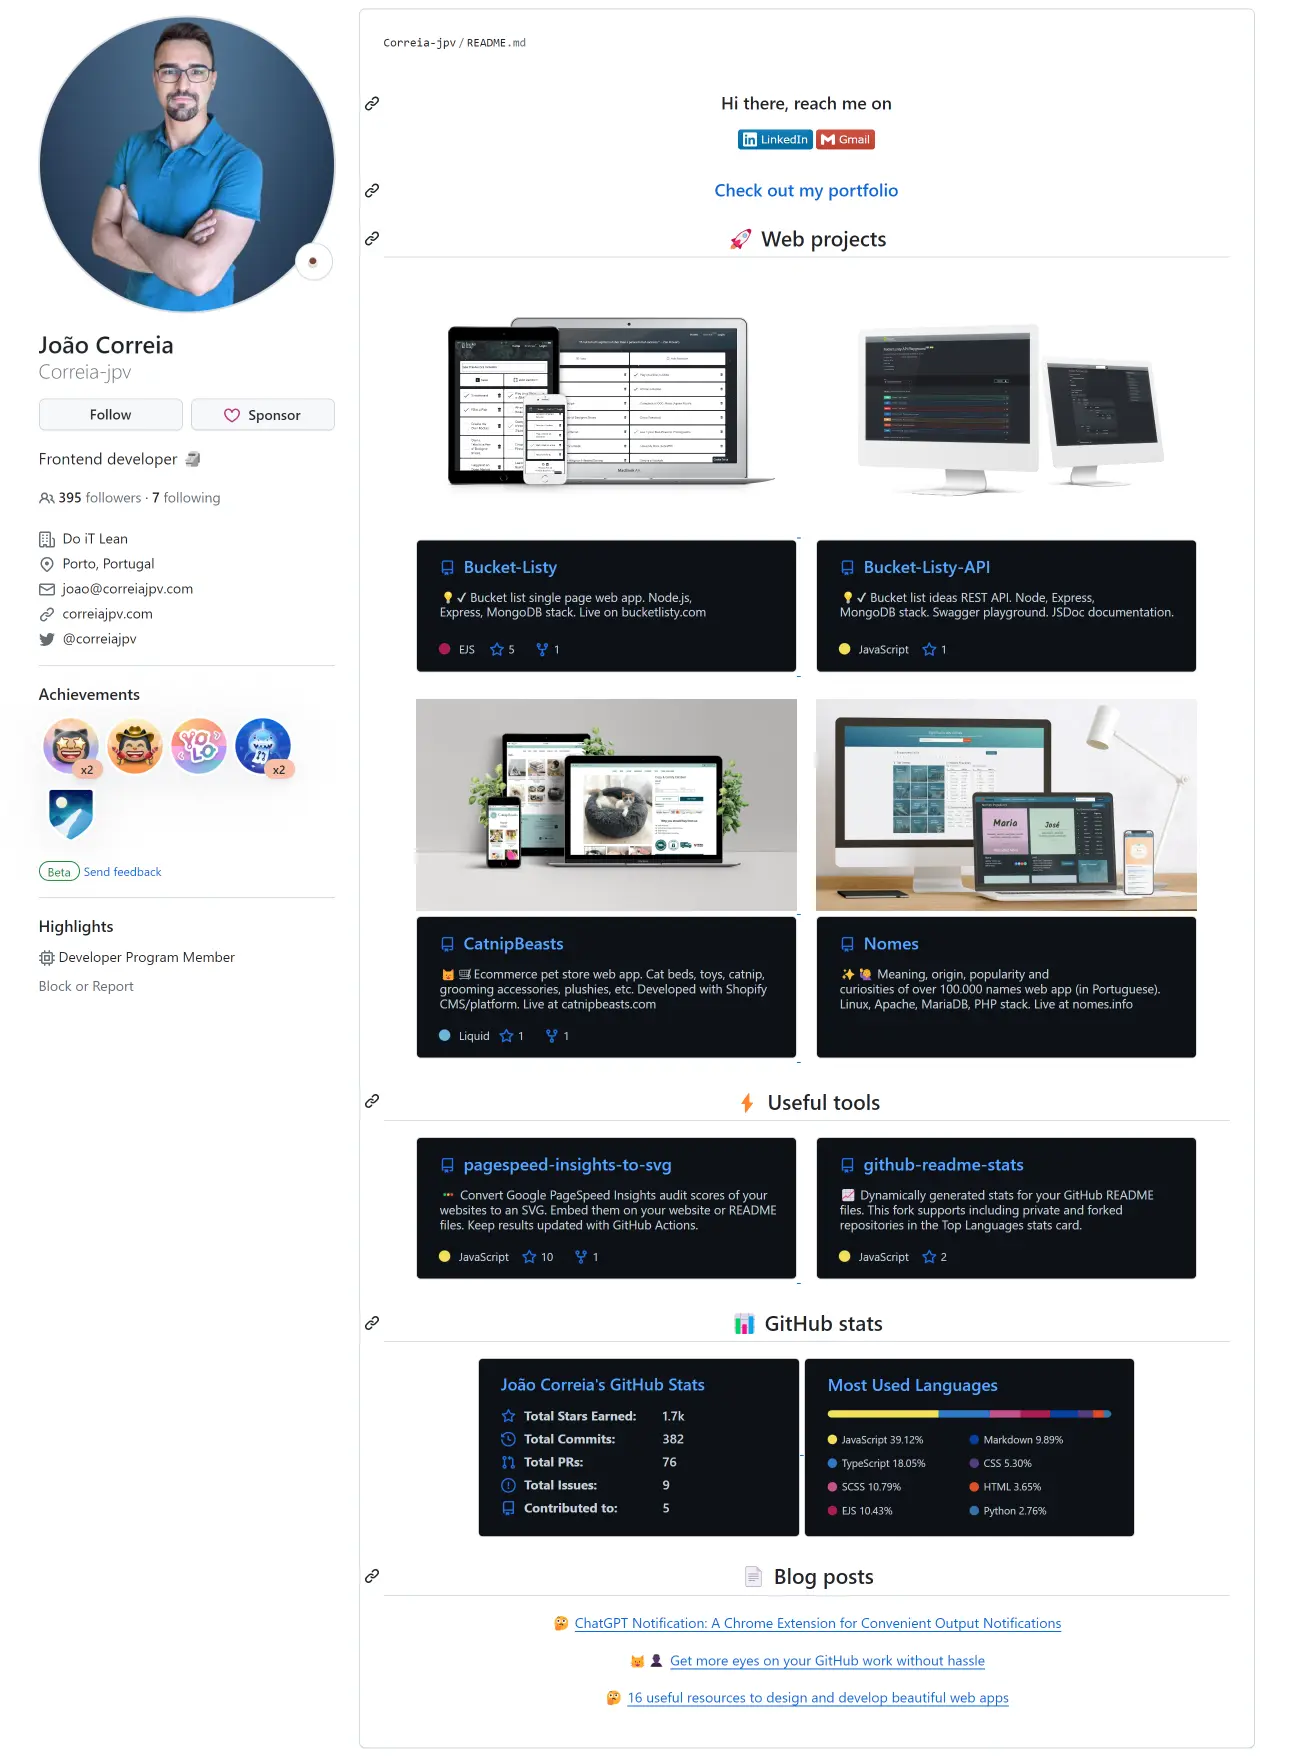 João Correia
Correia-jpv
Follow
Sponsor
Frontend developer
395 followers · 7 following
Do iT Lean
Porto, Portugal
joao@correiajpv.com
correiajpv.com
@correiajpv
Achievements
x2
YOLO
x2
Beta Send feedback
Highlights
Developer Program Member
Block or Report
Correia-jpv / README.md
Hi there, reach me on
LinkedIn Gmail
Check out my portfolio
🚀 Web projects
MacBook Air
Bucket-Listy
💡✓ Bucket list single page web app. Node.js,
Express, MongoDB stack. Live on bucketlisty.com
EJS 5 1
Bucket-Listy-API
💡✓ Bucket list ideas REST API. Node, Express,
MongoDB stack. Swagger playground. JSDoc documentation.
JavaScript 1
Maria
José
CatnipBeasts
😺🛒 Ecommerce pet store web app. Cat beds, toys, catnip,
grooming accessories, plushies, etc. Developed with Shopify
CMS/platform. Live at catnipbeasts.com
Liquid 1 1
Nomes
✨🙋 Meaning, origin, popularity and
curiosities of over 100.000 names web app (in Portuguese).
Linux, Apache, MariaDB, PHP stack. Live at nomes.info
⚡ Useful tools
pagespeed-insights-to-svg
🚥 Convert Google PageSpeed Insights audit scores of your
websites to an SVG. Embed them on your website or README
files. Keep results updated with GitHub Actions.
JavaScript 10 1
github-readme-stats
📈 Dynamically generated stats for your GitHub README
files. This fork supports including private and forked
repositories in the Top Languages stats card.
JavaScript 2
📊 GitHub stats
João Correia's GitHub Stats
Total Stars Earned: 1.7k
Total Commits: 382
Total PRs: 76
Total Issues: 9
Contributed to: 5
Most Used Languages
JavaScript 39.12%
TypeScript 18.05%
SCSS 10.79%
EJS 10.43%
Markdown 9.89%
CSS 5.30%
HTML 3.65%
Python 2.76%
📄 Blog posts
🤔 ChatGPT Notification: A Chrome Extension for Convenient Output Notifications
😺👤 Get more eyes on your GitHub work without hassle
🤔 16 useful resources to design and develop beautiful web apps